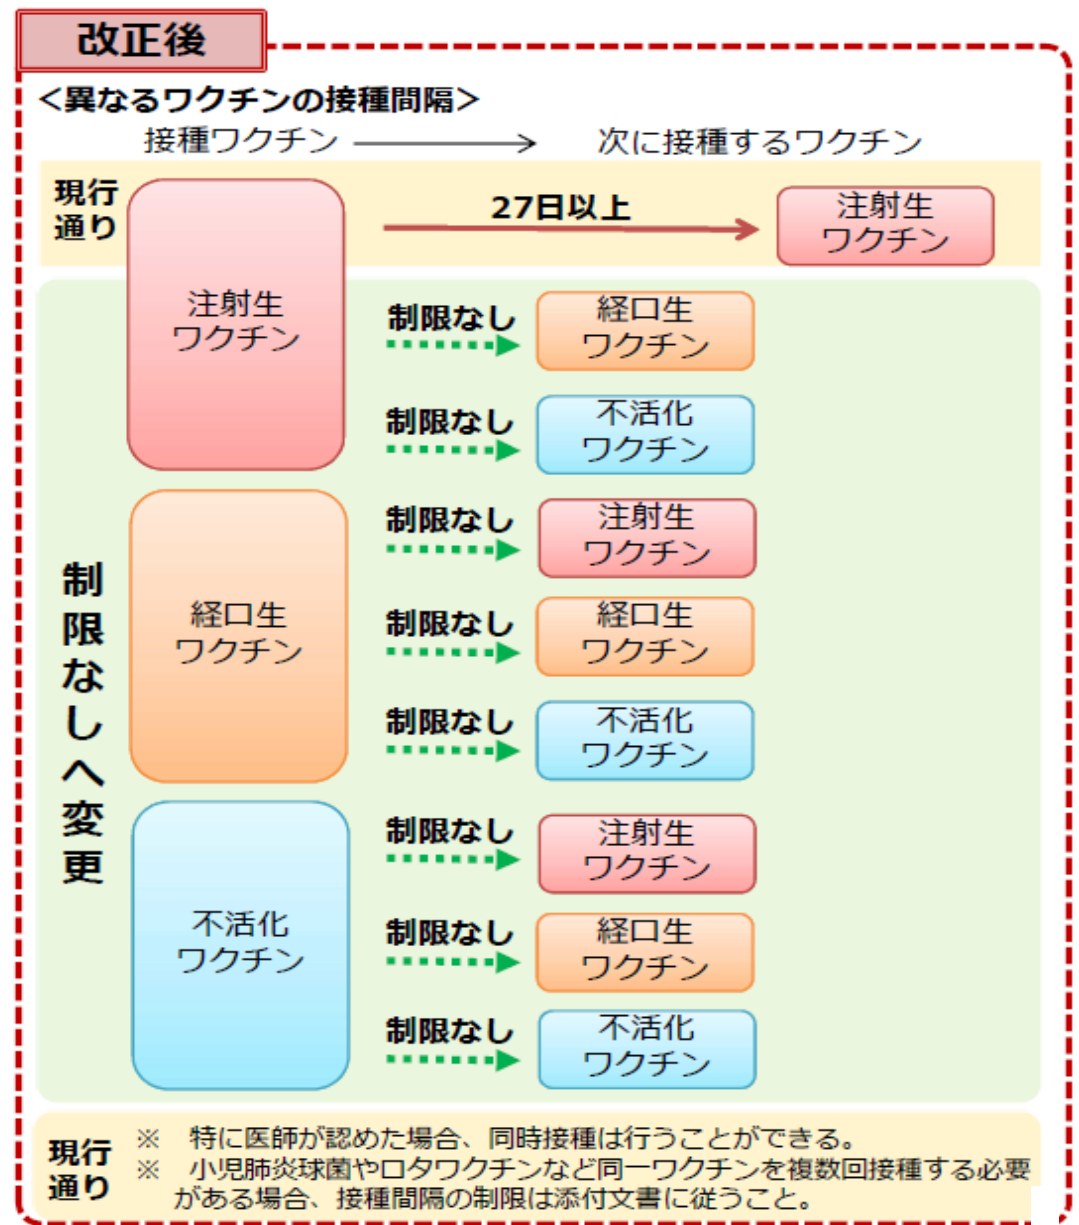 改正後
＜異なるワクチンの接種間隔＞
接種ワクチン
次に接種するワクチン
現行
通り
注射生
ワクチン
27日以上
注射生
ワクチン
制限なし
経口生
ワクチン
制限なし
不活化
ワクチン
制限なしへ変更
経口生
ワクチン
制限なし
注射生
ワクチン
制限なし
経口生
ワクチン
制限なし
不活化
ワクチン
不活化
ワクチン
制限なし
注射生
ワクチン
制限なし
経口生
ワクチン
制限なし
不活化
ワクチン
現行
通り
※　特に医師が認めた場合、同時接種は行うことができる。
※　小児肺炎球菌やロタワクチンなど同一ワクチンを複数回接種する必要
がある場合、接種間隔の制限は添付文書に従うこと。